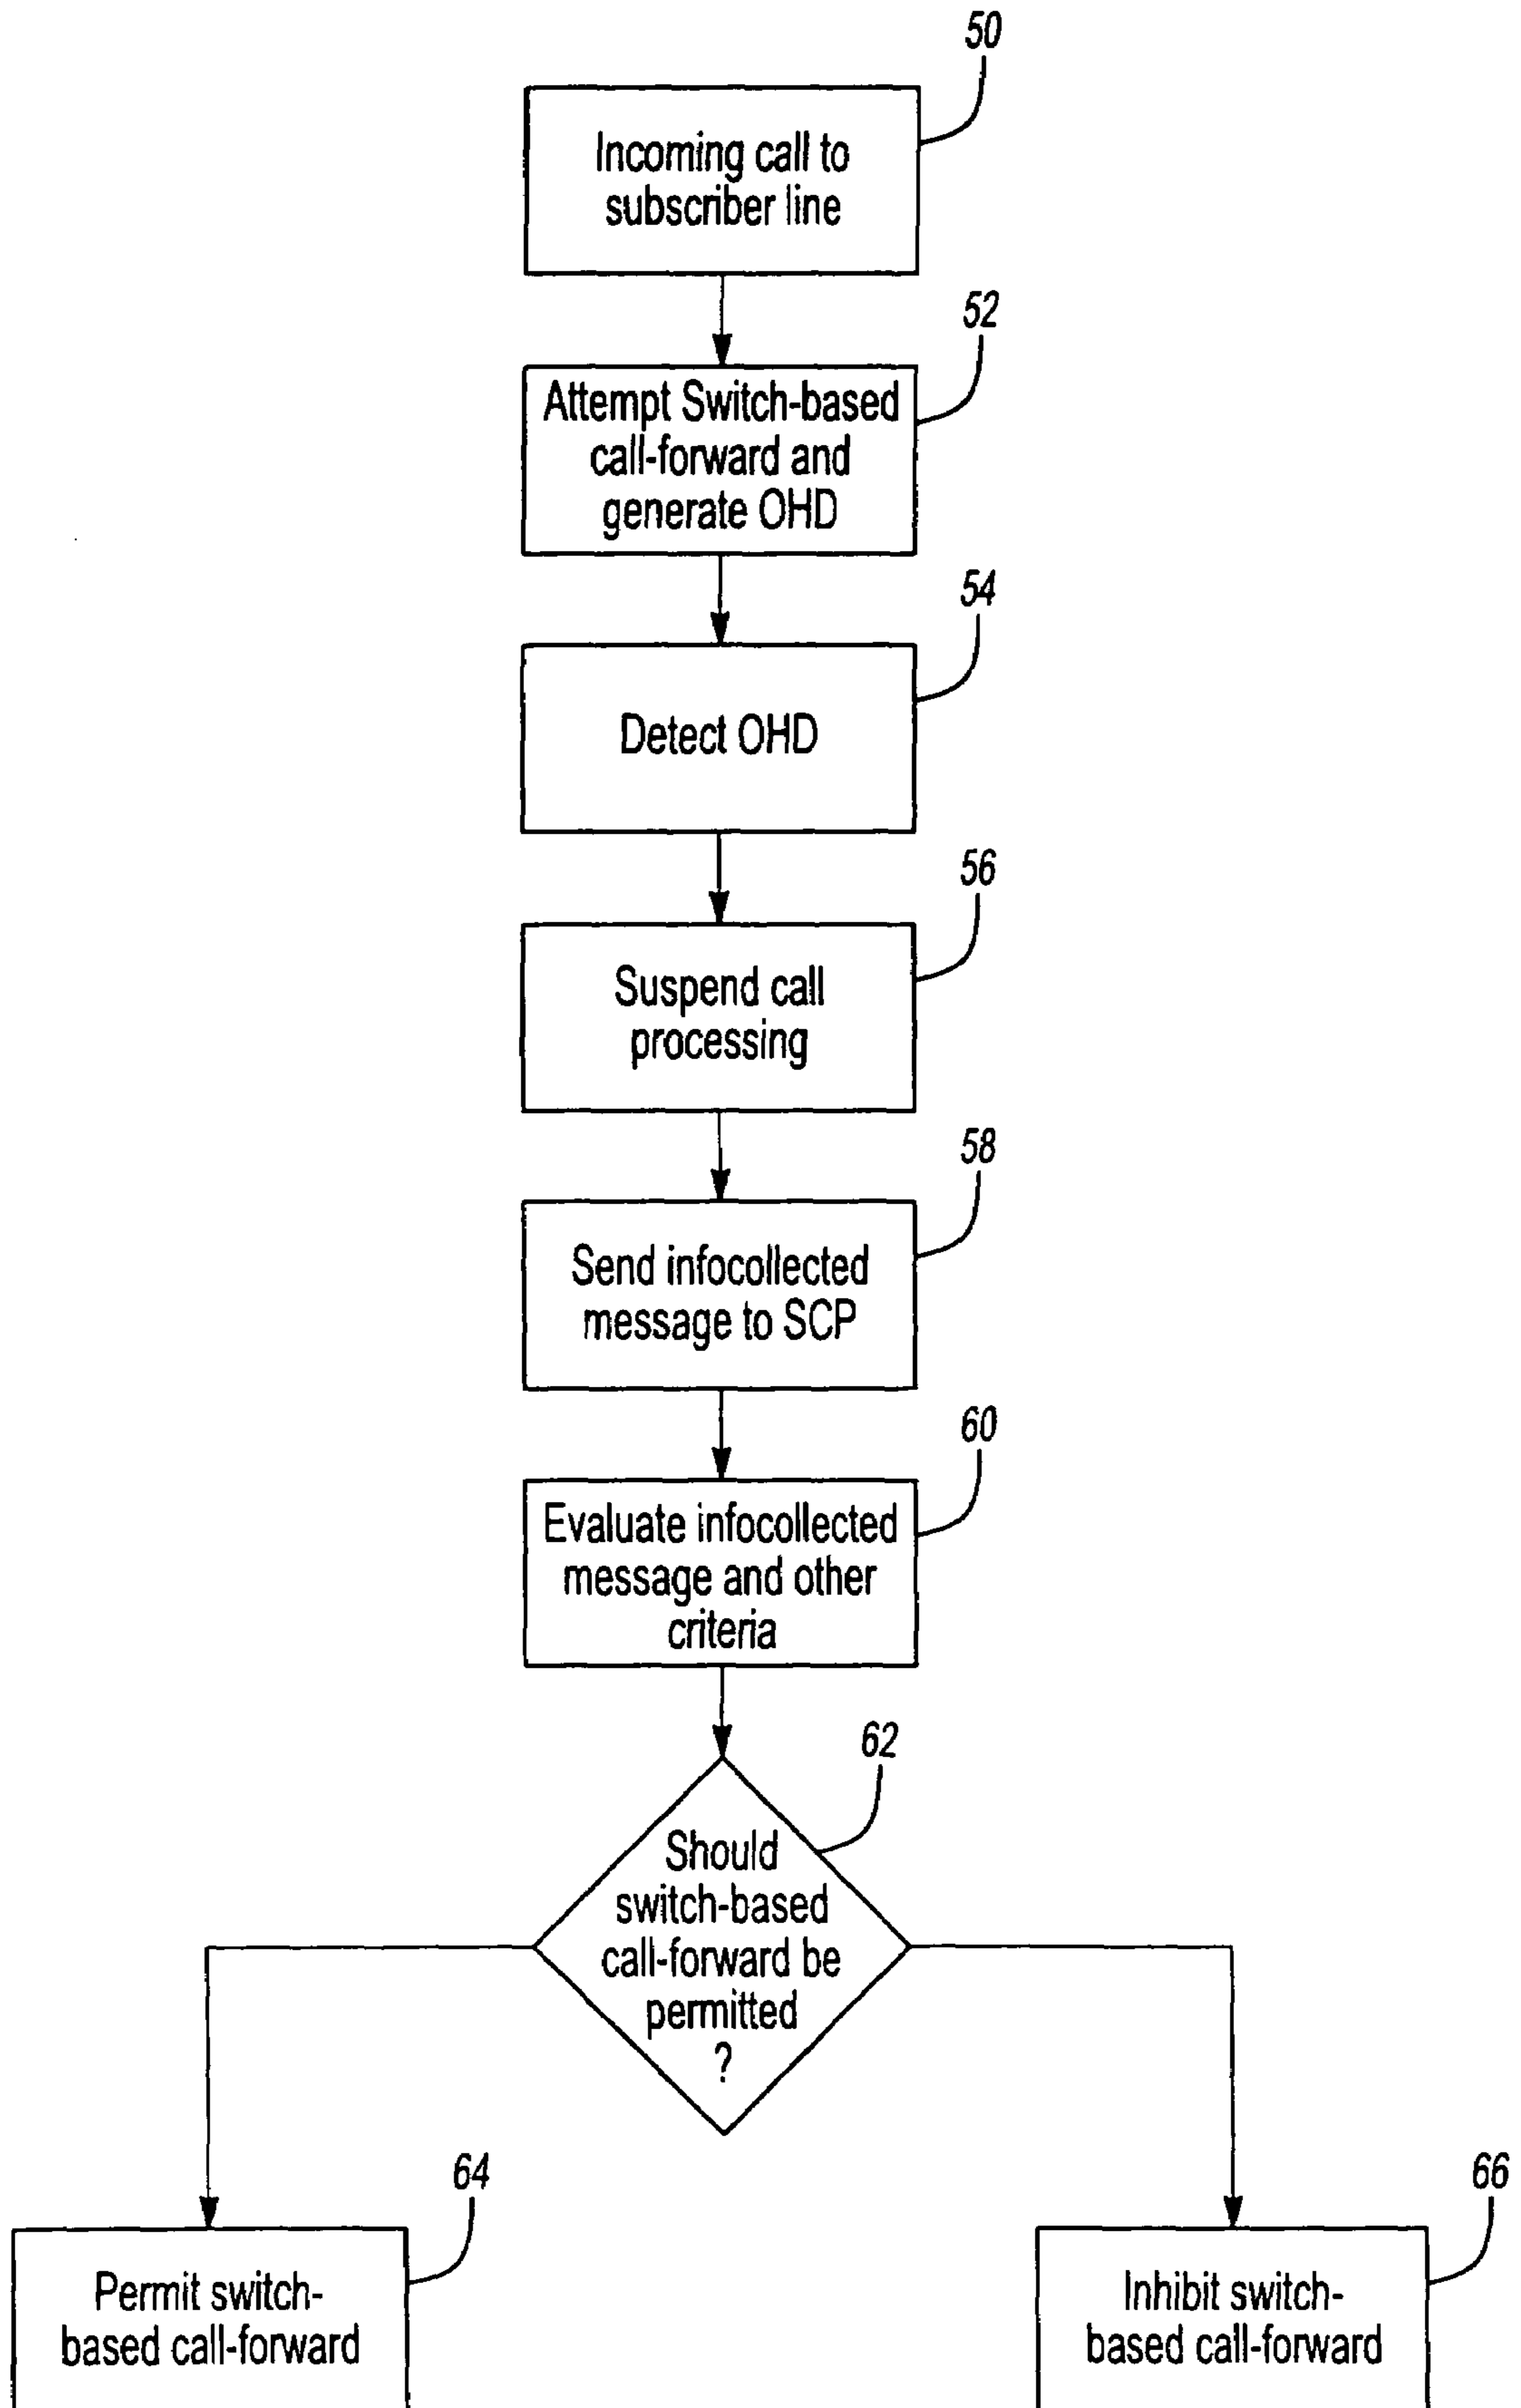 50
Incoming call to
subscriber line
52
Attempt Switch-based
call-forward and
generate OHD
54
Detect OHD
56
Suspend call
processing
58
Send infocollected
message to SCP
60
Evaluate infocollected
message and other
criteria
62
Should
switch-based
call-forward be
permitted
?
64
Permit switch-
based call-forward
66
Inhibit switch-
based call-forward